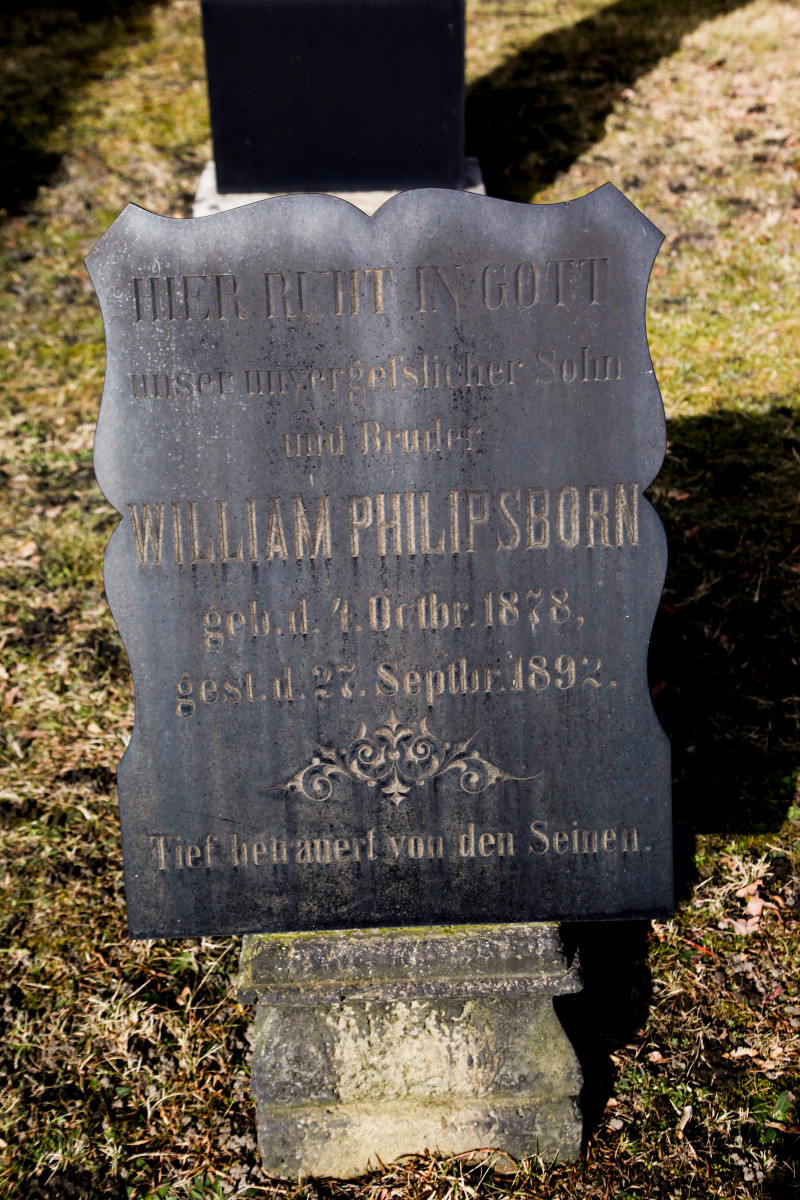 HIER RUHT IN GOTT
unser unvergefslicher Sohn
und Bruder
WILLIAM PHILIPSBORN
geb. d. 4. Octbr. 1878,
gest. d. 27. Septbr. 1892.
Tief betrauert von den Seinen.